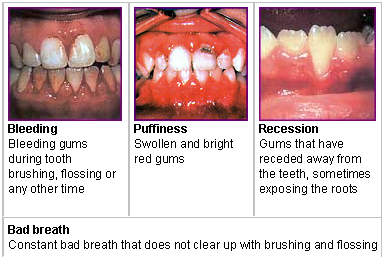 Bleeding
Bleeding gums
during tooth
brushing, flossing or
any other time
Puffiness
Swollen and bright
red gums
Recession
Gums that have
receded away from
the teeth, sometimes
exposing the roots
Bad breath
Constant bad breath that does not clear up with brushing and flossing